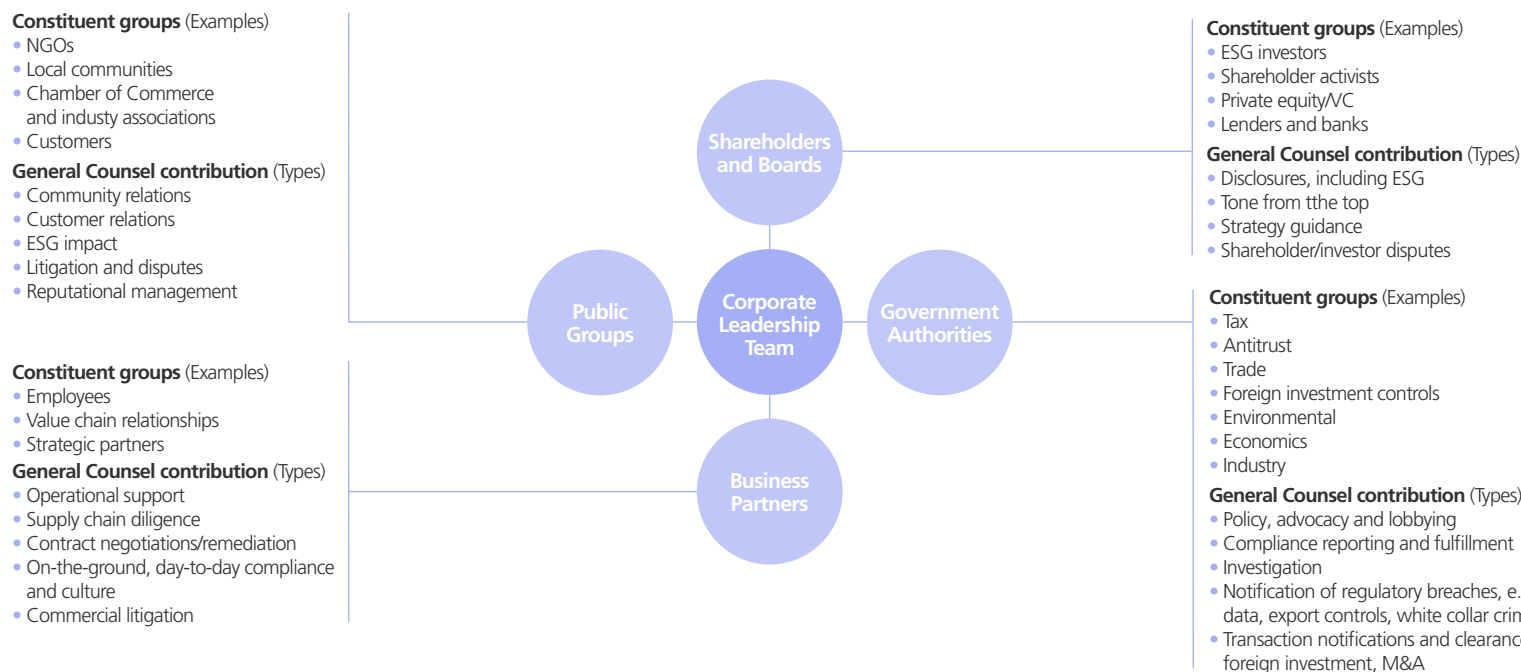 Constituent groups (Examples)
• NGOs
• Local communities
• Chamber of Commerce
and industy associations
• Customers
General Counsel contribution (Types)
• Community relations
• Customer relations
• ESG impact
• Litigation and disputes
• Reputational management
Constituent groups (Examples)
• Employees
• Value chain relationships
• Strategic partners
General Counsel contribution (Types)
• Operational support
• Supply chain diligence
• Contract negotiations/remediation
• On-the-ground, day-to-day compliance
and culture
• Commercial litigation
Shareholders
and Boards
Public
Groups
Corporate
Leadership
Team
Government
Authorities
Business
Partners
Constituent groups (Examples)
• ESG investors
• Shareholder activists
• Private equity/VC
• Lenders and banks
General Counsel contribution (Types)
• Disclosures, including ESG
• Tone from tthe top
• Strategy guidance
• Shareholder/investor disputes
Constituent groups (Examples)
• Tax
• Antitrust
• Trade
• Foreign investment controls
• Environmental
• Economics
• Industry
General Counsel contribution (Types)
• Policy, advocacy and lobbying
• Compliance reporting and fulfillment
• Investigation
• Notification of regulatory breaches, e.
data, export controls, white collar
• Transaction notifications and
foreign investment, M&A